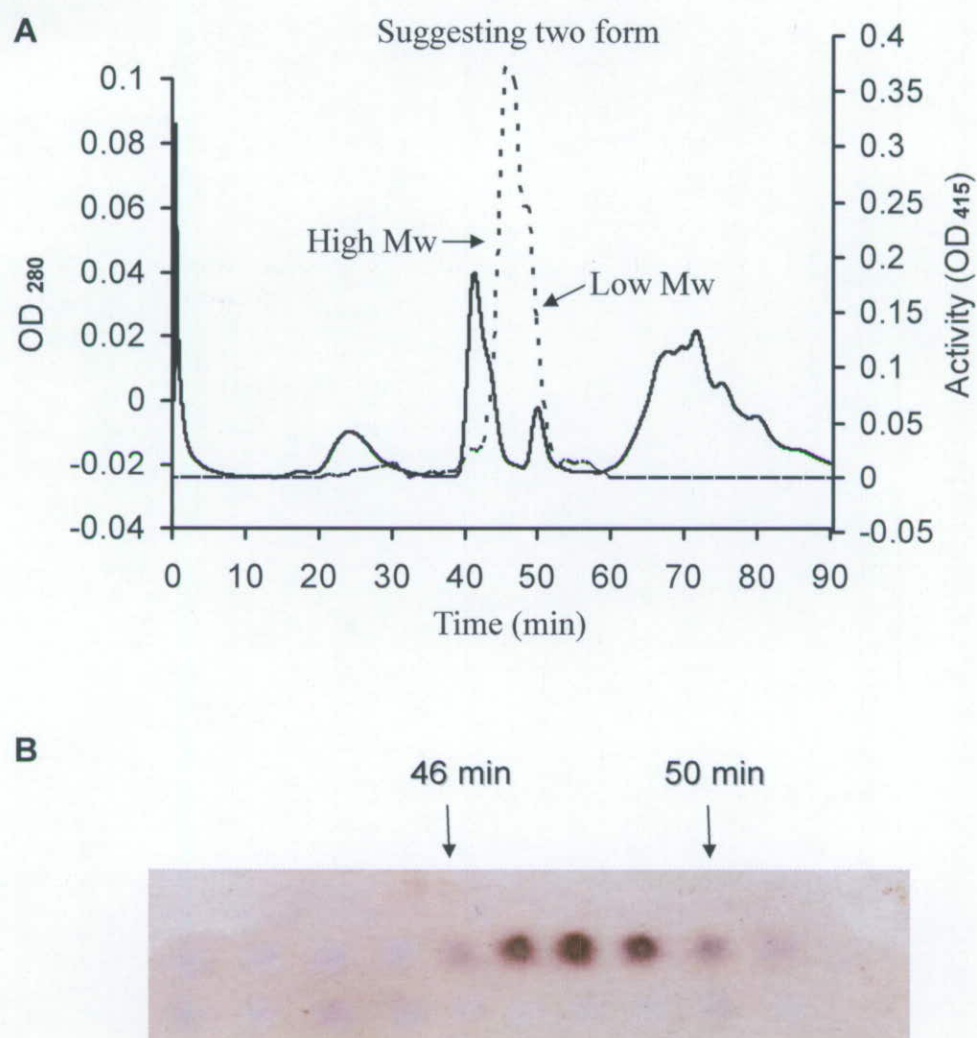 A
Suggesting two form
0.1
0.08
0.06
0.04
0.02
0
-0.02
-0.04
OD 280
0.4
0.35
0.3
0.25
0.2
0.15
0.1
0.05
0
-0.05
Activity (OD 415)
High Mw
Low Mw
0 10 20 30 40 50 60 70 80 90
Time (min)
B
46 min 50 min